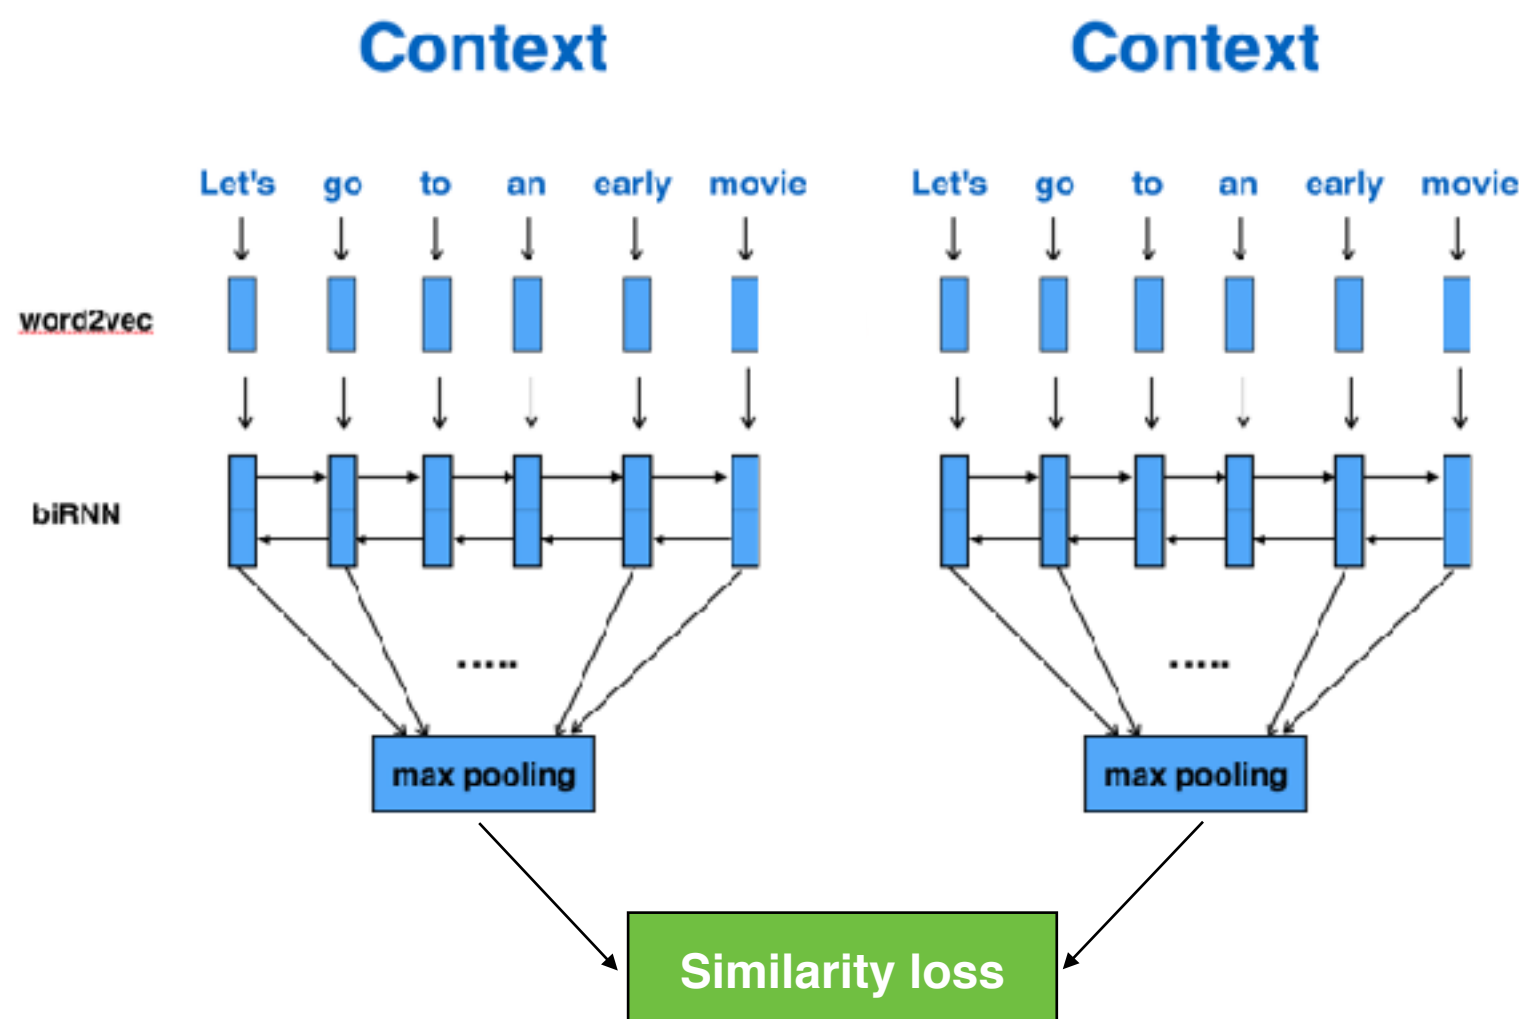 Context Context
Let's go to an early movie Let's go to an early movie
word2vec
biRNN
.....  .....
max pooling max pooling
Similarity loss